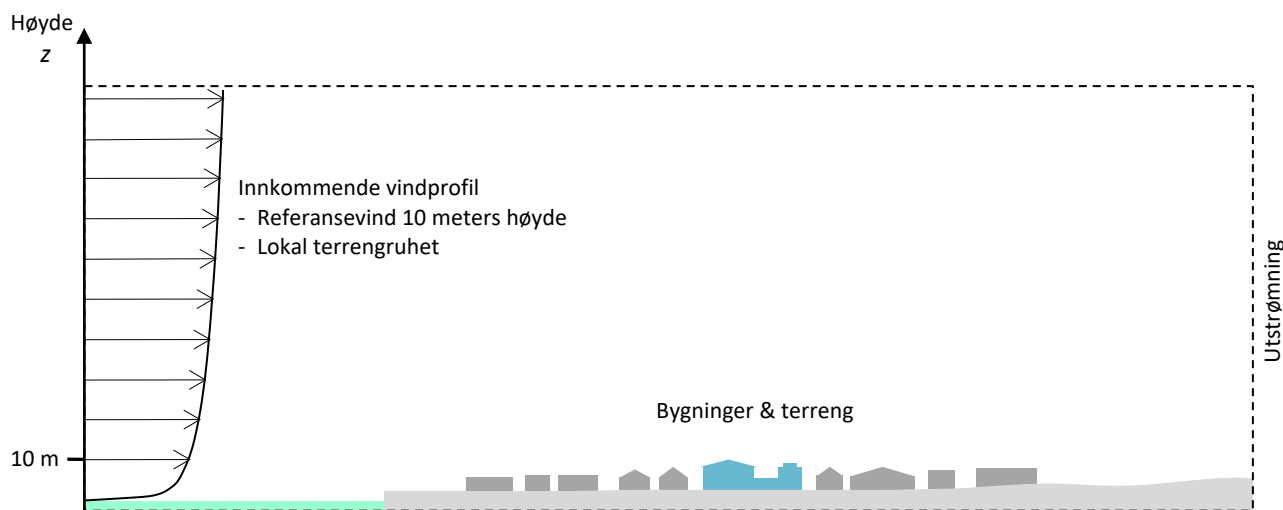 Høyde
z
Innkommende vindprofil
- Referansevind 10 meters høyde
- Lokal terrengruhet
Utstrømning
Bygninger & terreng
10 m